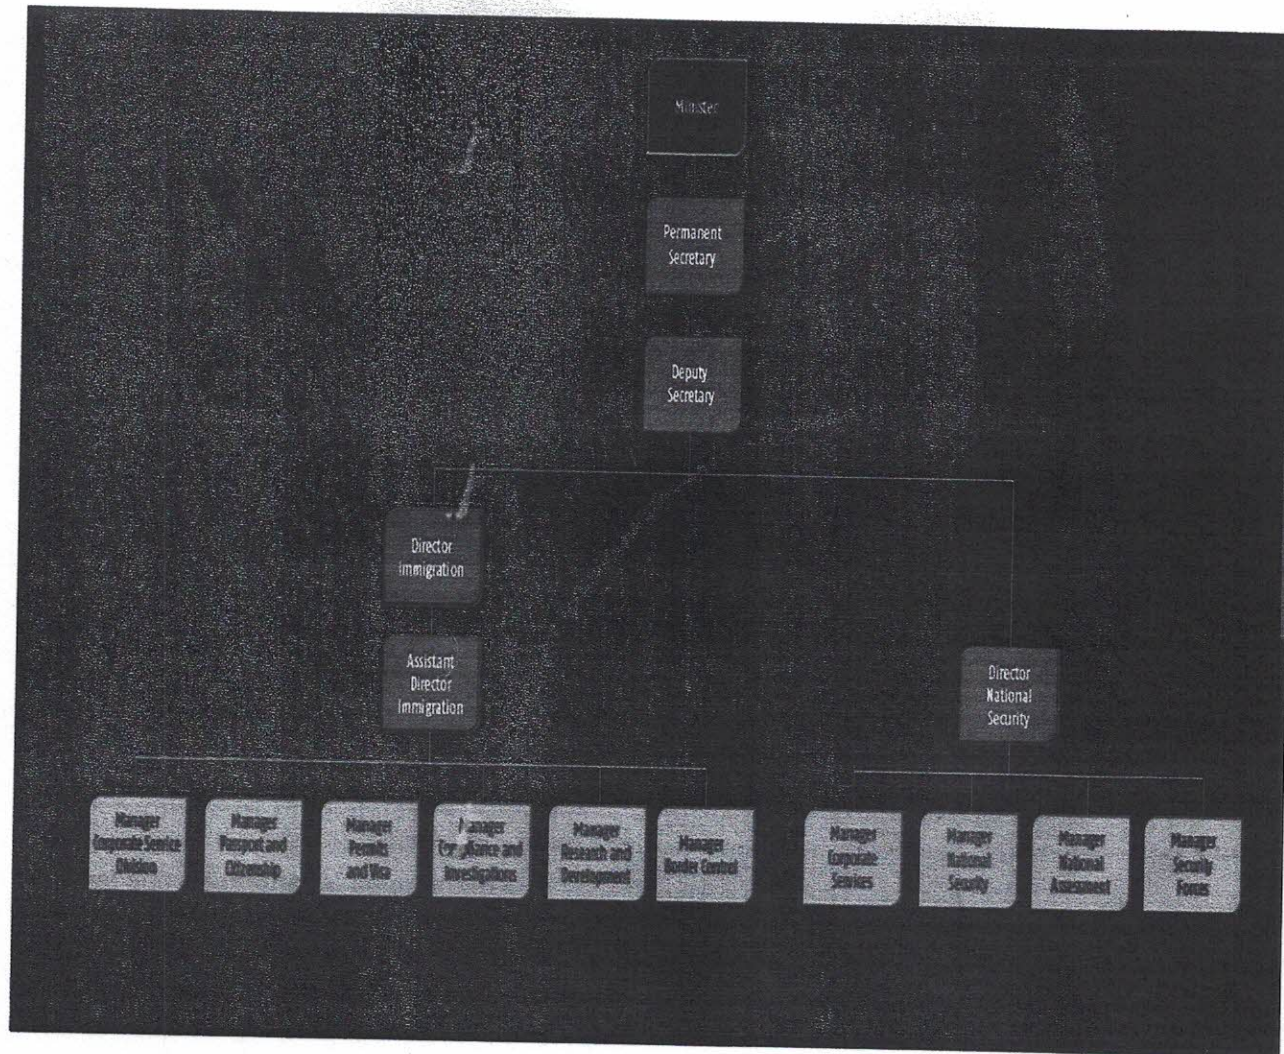 Minister
Permanent
Secretary
Deputy
Secretary
Director
Immigration
Assistant
Director
Immigration
Director
National
Security
Manager
Corporate Service
Division
Manager
Passport and
Citizenship
Manager
Permits
and Visa
Manager
Compliance and
Investigations
Manager
Research and
Development
Manager
Border Control
Manager
Corporate
Services
Manager
National
Security
Manager
National
Assessment
Manager
Security
Forces